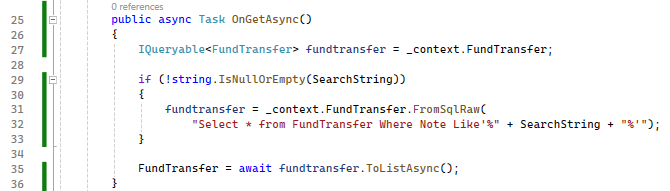 0 references
25 public async Task OnGetAsync()
26 {
27 IQueryable<FundTransfer> fundtransfer = _context.FundTransfer;
28
29 if (!string.IsNullOrEmpty(SearchString))
30 {
31 fundtransfer = _context.FundTransfer.FromSqlRaw(
32 "Select * from FundTransfer Where Note Like'%" + SearchString + "%'");
33 }
34
35 FundTransfer = await fundtransfer.ToListAsync();
36 }